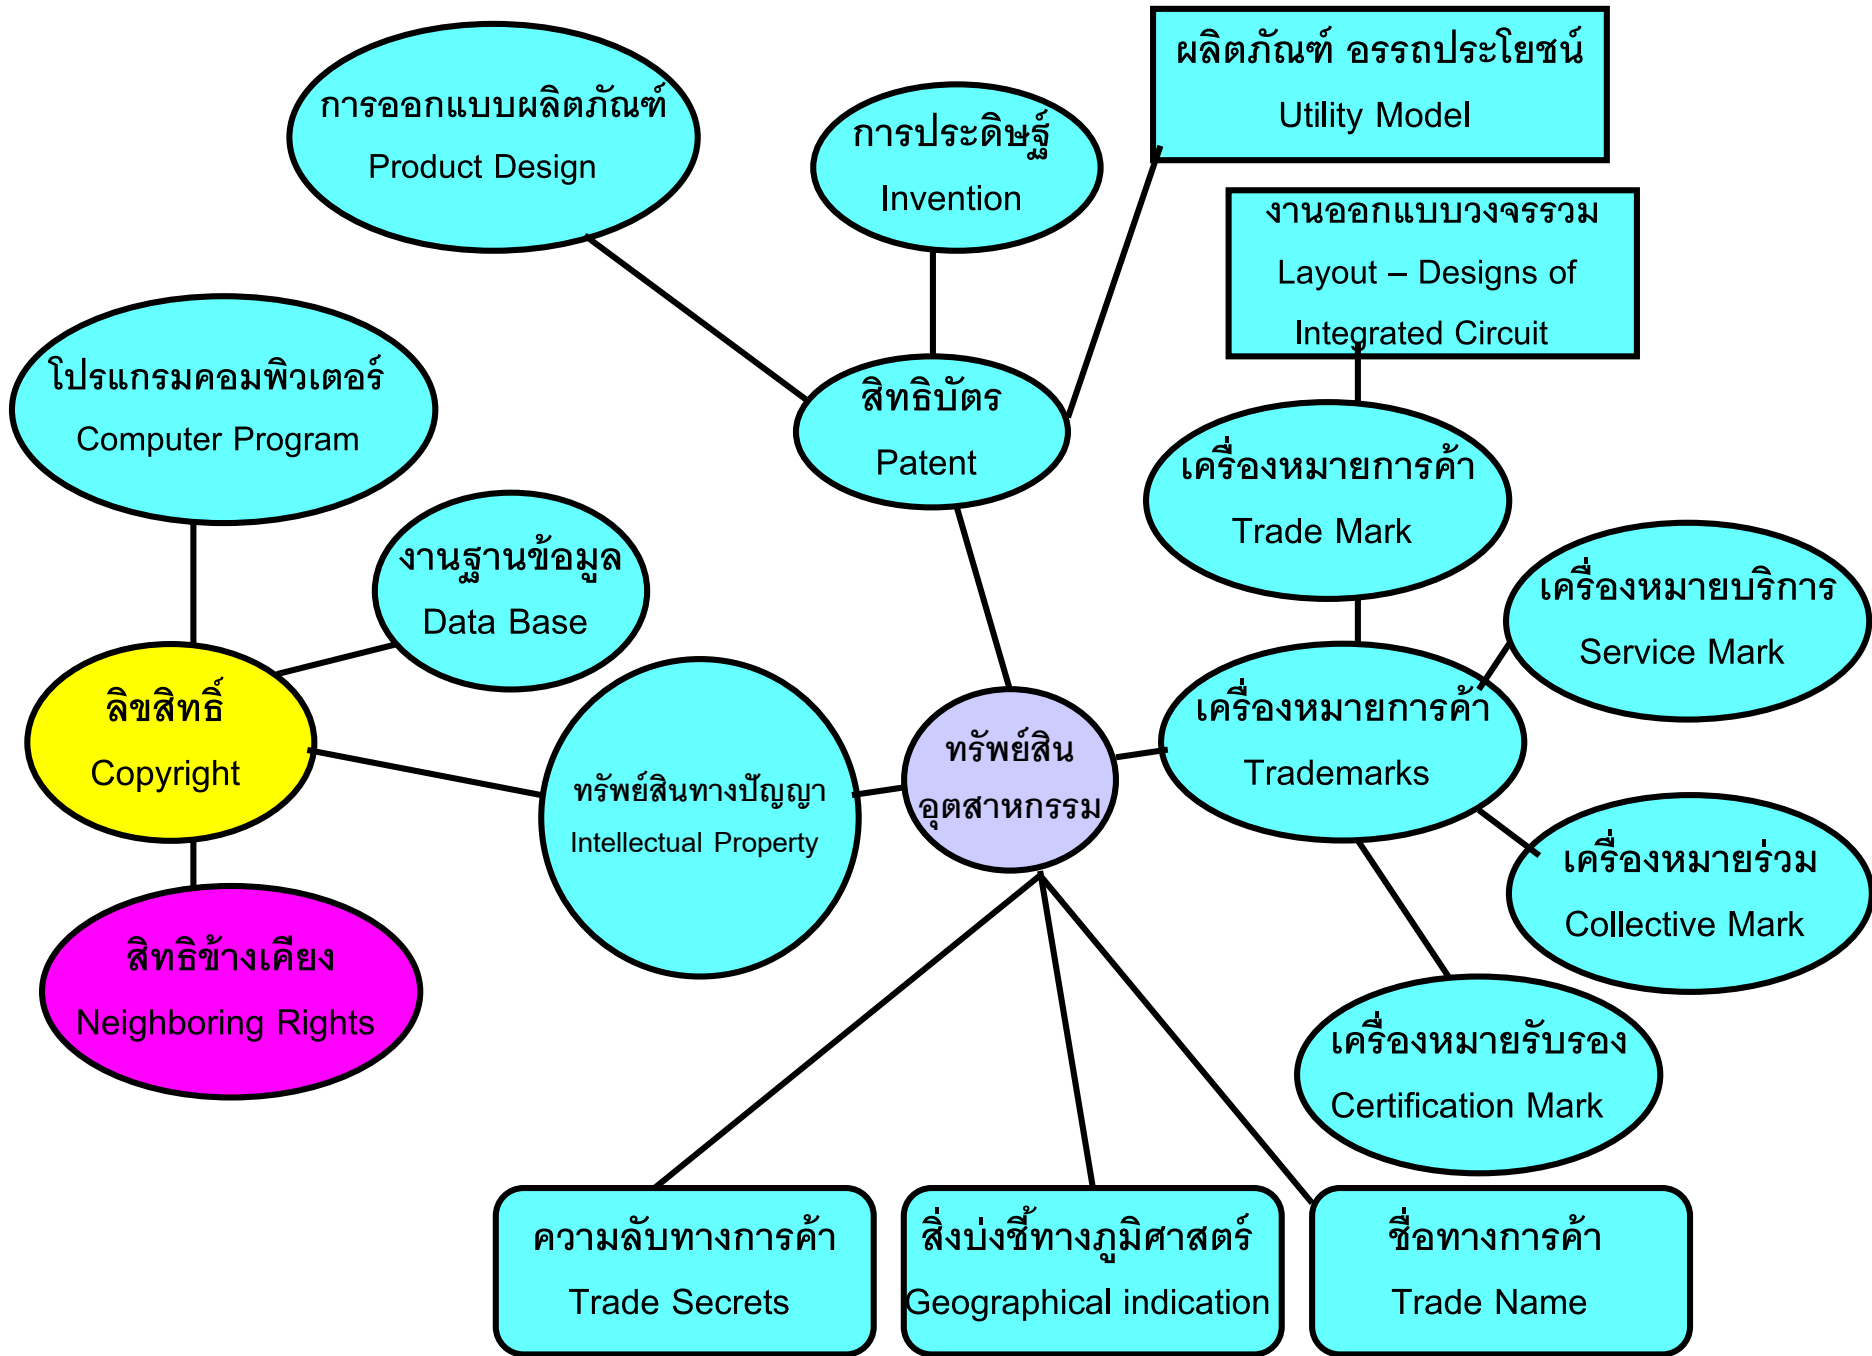 ผลิตภัณฑ์ อรรถประโยชน์
Utility Model
การออกแบบผลิตภัณฑ์
Product Design
การประดิษฐ์
Invention
งานออกแบบวงจรรวม
Layout – Designs of
Integrated Circuit
โปรแกรมคอมพิวเตอร์
Computer Program
สิทธิบัตร
Patent
เครื่องหมายการค้า
Trade Mark
งานฐานข้อมูล
Data Base
เครื่องหมายบริการ
Service Mark
ลิขสิทธิ์
Copyright
ทรัพย์สินทางปัญญา
Intellectual Property
ทรัพย์สิน
อุตสาหกรรม
เครื่องหมายการค้า
Trademarks
เครื่องหมายร่วม
Collective Mark
สิทธิข้างเคียง
Neighboring Rights
เครื่องหมายรับรอง
Certification Mark
ความลับทางการค้า
Trade Secrets
สิ่งบ่งชี้ทางภูมิศาสตร์
Geographical indication
ชื่อทางการค้า
Trade Name